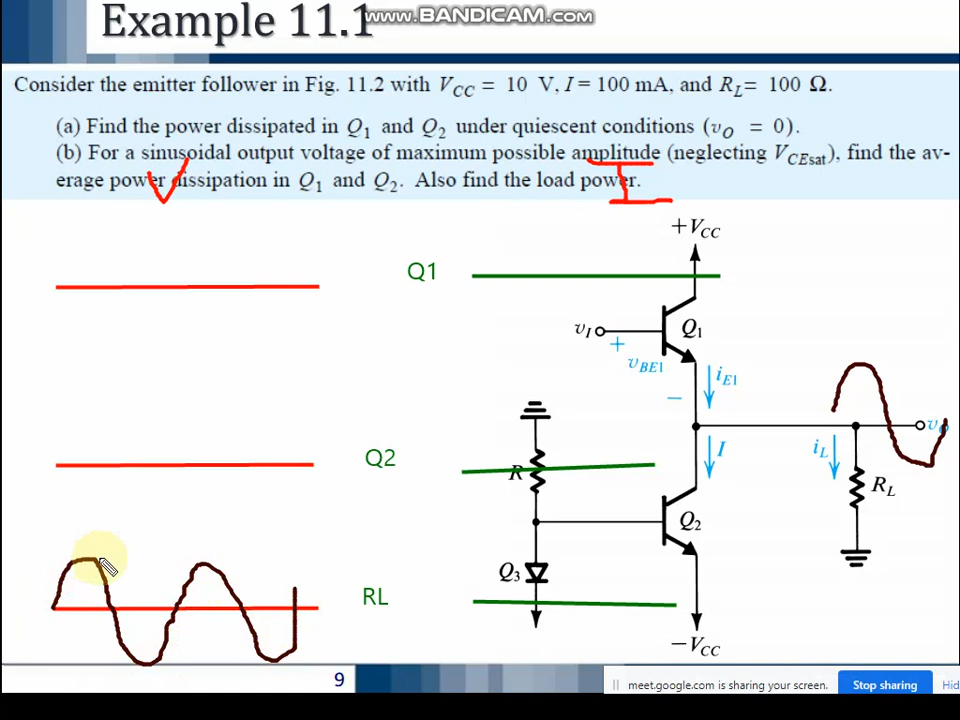 Example 11.1
www.BANDICAM.com
Consider the emitter follower in Fig. 11.2 with V_CC = 10 V, I = 100 mA, and R_L = 100 Ω.
(a) Find the power dissipated in Q1 and Q2 under quiescent conditions (v_O = 0).
(b) For a sinusoidal output voltage of maximum possible amplitude (neglecting V_CEsat), find the av-
erage power dissipation in Q1 and Q2. Also find the load power.
V
I
+V_CC
Q1
v_I
Q1
+
v_BE1
−
i_E1
v_O
Q2
R
I
i_L
R_L
Q2
Q3
RL
−V_CC
9
meet.google.com is sharing your screen.
Stop sharing
Hid